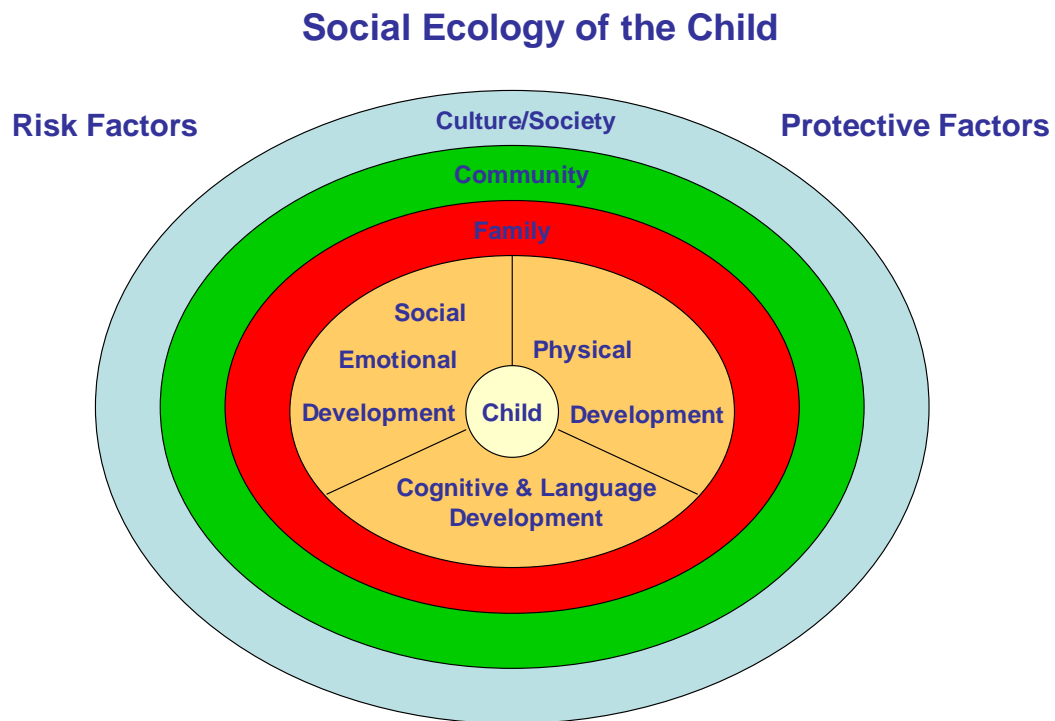 Social Ecology of the Child
Risk Factors
Culture/Society
Protective Factors
Community
Family
Social
Emotional
Development
Physical
Development
Child
Cognitive & Language
Development